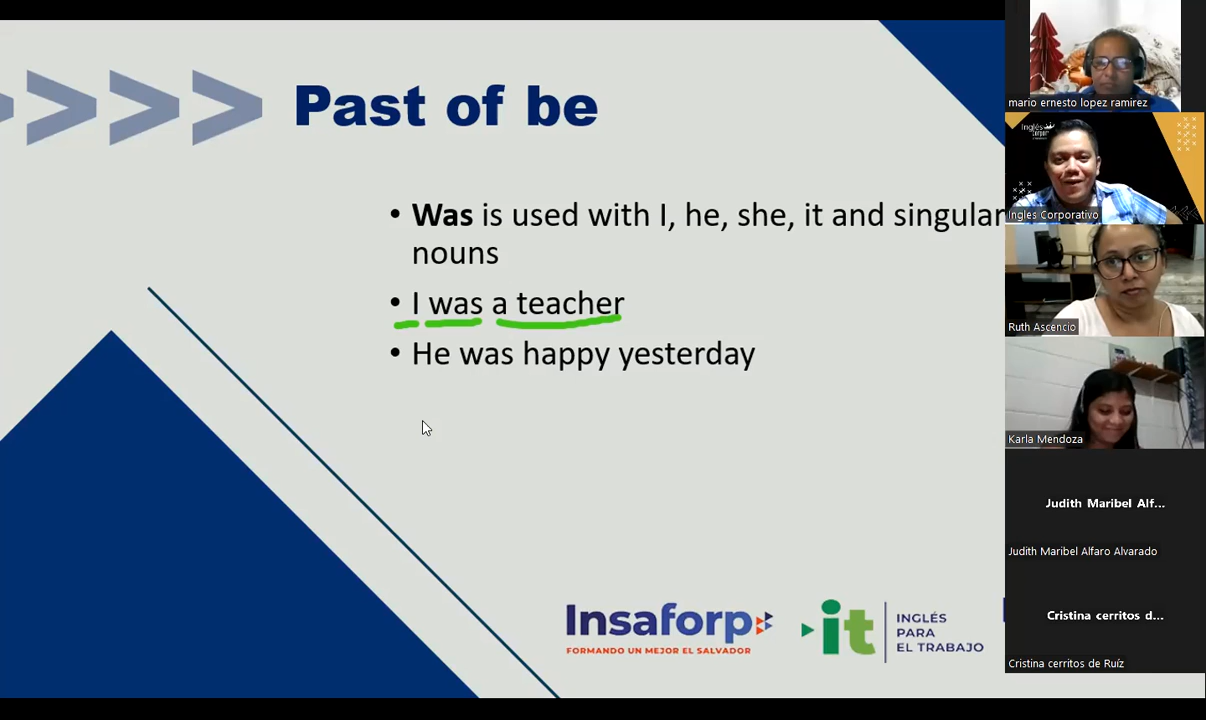 Past of be
• Was is used with I, he, she, it and singular
nouns
• I was a teacher
• He was happy yesterday
Insaforp
FORMANDO UN MEJOR EL SALVADOR
it
INGLÉS
PARA
EL TRABAJO
mario ernesto lopez ramirez
Inglés
Corporativo
Ingles Corporativo
Ruth Ascencio
Karla Mendoza
Judith Maribel Alf...
Judith Maribel Alfaro Alvarado
Cristina cerritos d...
Cristina cerritos de Ruíz